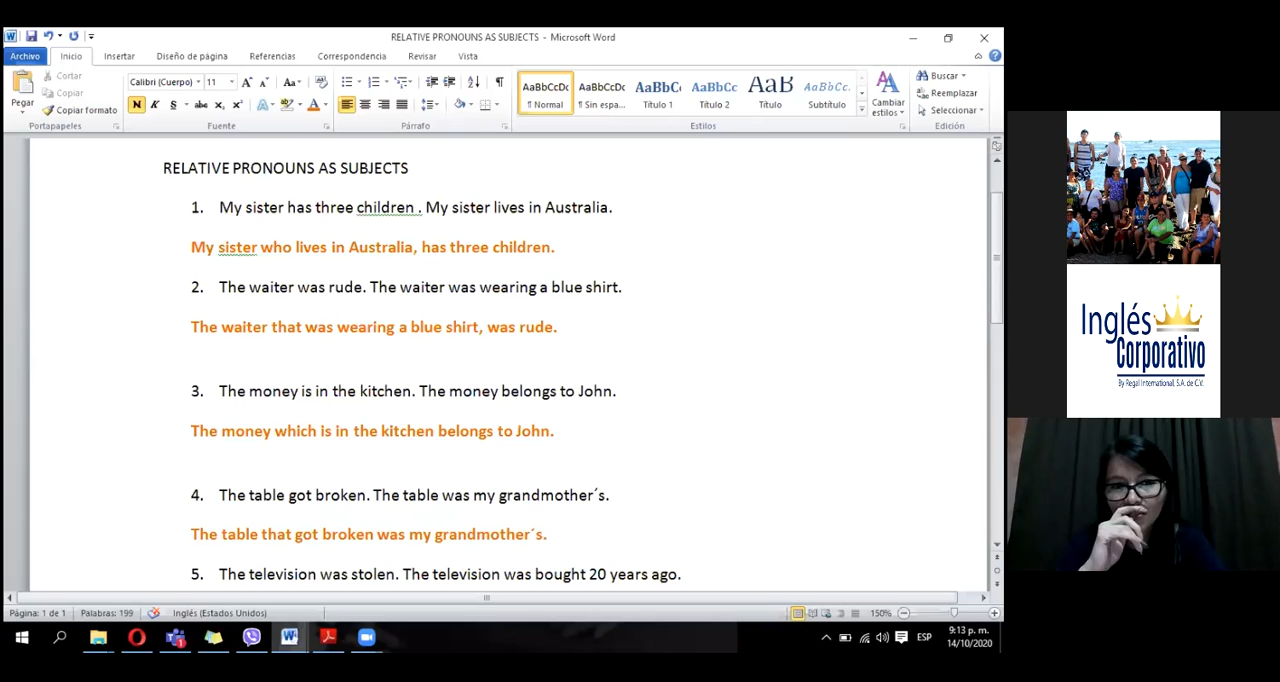 RELATIVE PRONOUNS AS SUBJECTS - Microsoft Word
Archivo Inicio Insertar Diseño de página Referencias Correspondencia Revisar Vista
Cortar
Copiar
Copiar formato
Pegar
Portapapeles
Calibri (Cuerpo) 11
Fuente
Párrafo
AaBbCcDc AaBbCcDc AaBbC AaBbCc AaB AaBbCc.
Normal Sin espa... Título 1 Título 2 Título Subtítulo
Estilos
Cambiar estilos
Buscar
Reemplazar
Seleccionar
Edición
RELATIVE PRONOUNS AS SUBJECTS
1. My sister has three children . My sister lives in Australia.
My sister who lives in Australia, has three children.
2. The waiter was rude. The waiter was wearing a blue shirt.
The waiter that was wearing a blue shirt, was rude.
3. The money is in the kitchen. The money belongs to John.
The money which is in the kitchen belongs to John.
4. The table got broken. The table was my grandmother´s.
The table that got broken was my grandmother´s.
5. The television was stolen. The television was bought 20 years ago.
Página: 1 de 1 Palabras: 199 Inglés (Estados Unidos) 150%
ESP
9:13 p. m.
14/10/2020
Inglés
Corporativo
By Regal International, S.A. de C.V.